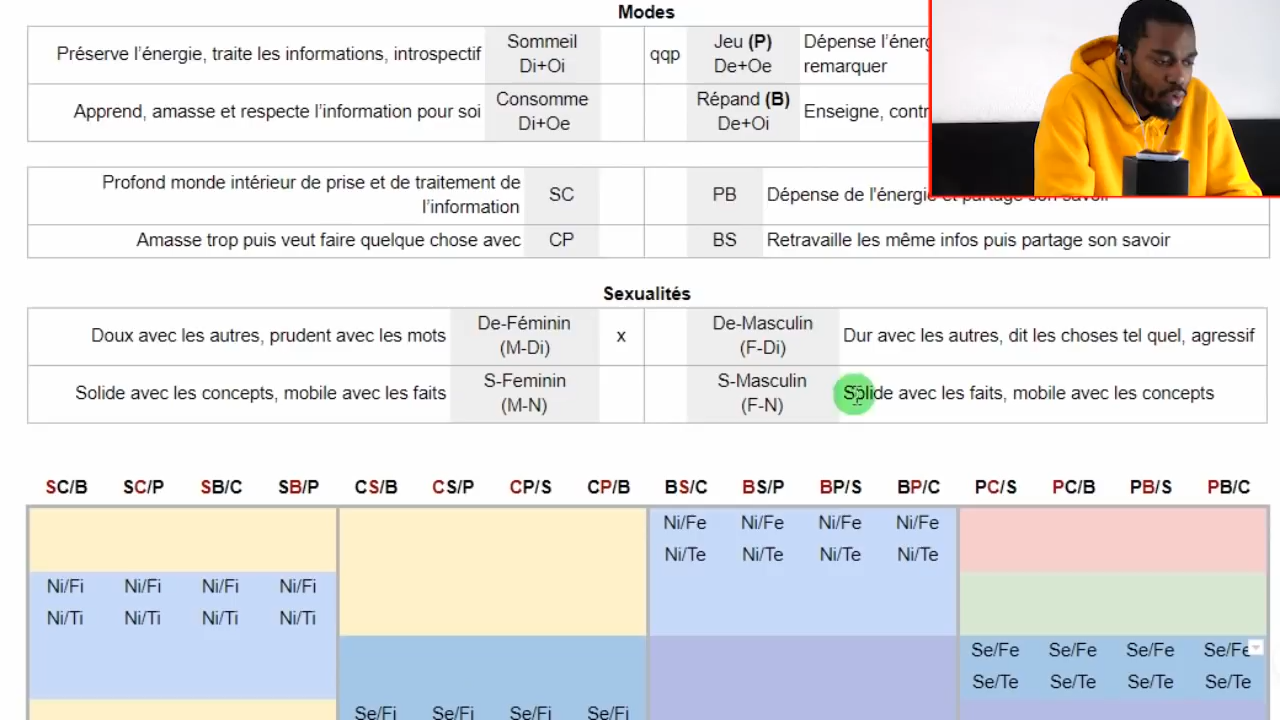 Modes
Préserve l’énergie, traite les informations, introspectif
Sommeil
Di+Oi
qqp
Jeu (P)
De+Oe
Dépense l’énerg
remarquer
Apprend, amasse et respecte l’information pour soi
Consomme
Di+Oe
Répand (B)
De+Oi
Enseigne, contr
Profond monde intérieur de prise et de traitement de
l’information
SC
PB
Dépense de l'énergie et partage son savoir
Amasse trop puis veut faire quelque chose avec
CP
BS
Retravaille les même infos puis partage son savoir
Sexualités
Doux avec les autres, prudent avec les mots
De-Féminin
(M-Di)
x
De-Masculin
(F-Di)
Dur avec les autres, dit les choses tel quel, agressif
Solide avec les concepts, mobile avec les faits
S-Feminin
(M-N)
S-Masculin
(F-N)
Solide avec les faits, mobile avec les concepts
SC/B SC/P SB/C SB/P CS/B CS/P CP/S CP/B BS/C BS/P BP/S BP/C PC/S PC/B PB/S PB/C
Ni/Fe Ni/Fe Ni/Fe Ni/Fe
Ni/Te Ni/Te Ni/Te Ni/Te
Ni/Fi Ni/Fi Ni/Fi Ni/Fi
Ni/Ti Ni/Ti Ni/Ti Ni/Ti
Se/Fe Se/Fe Se/Fe Se/Fe
Se/Te Se/Te Se/Te Se/Te
Se/Fi Se/Fi Se/Fi Se/Fi